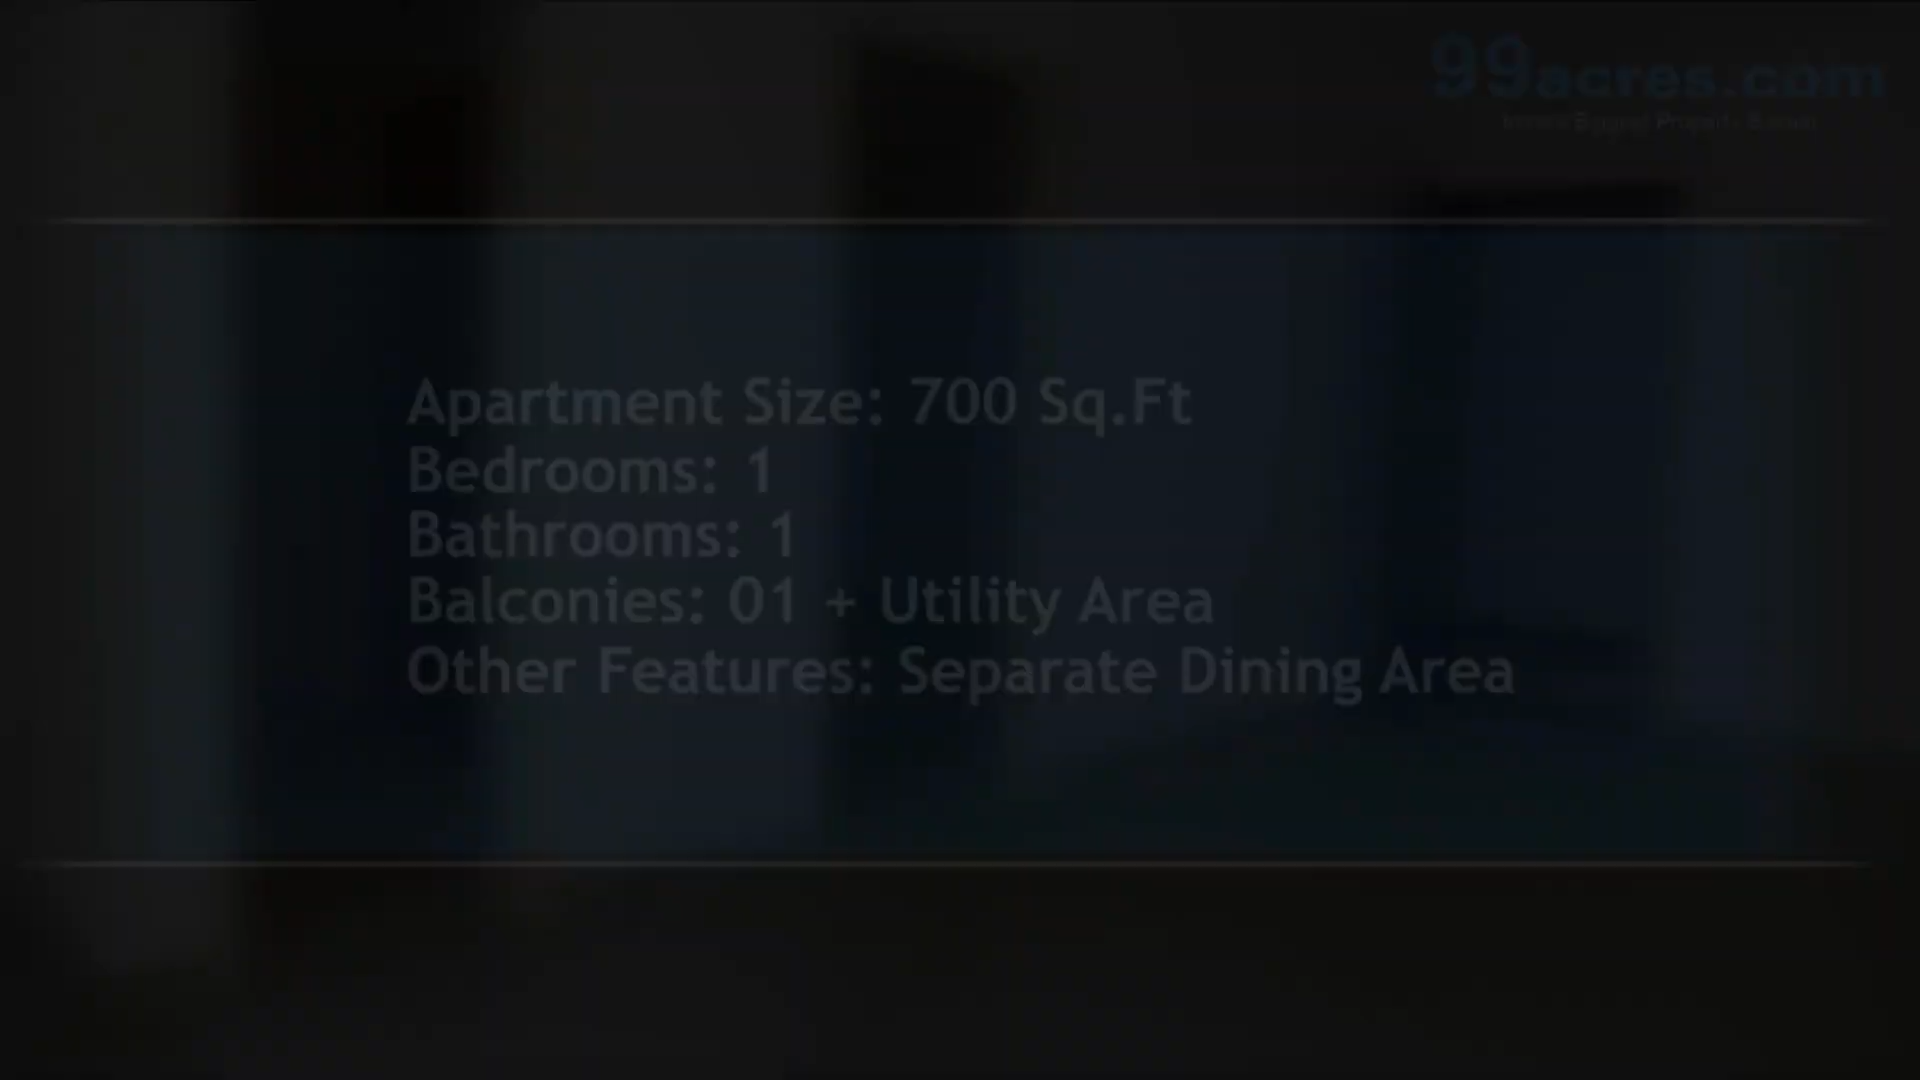 99acres.com
Apartment Size: 700 Sq.Ft
Bedrooms: 1
Bathrooms: 1
Balconies: 01 + Utility Area
Other Features: Separate Dining Area